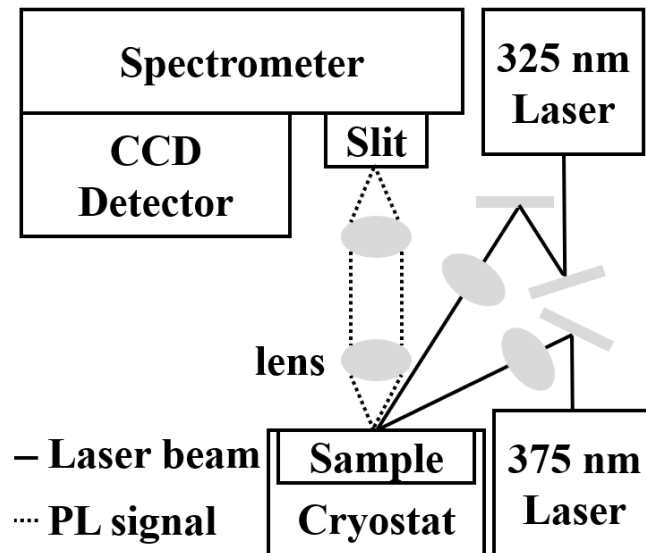 Spectrometer
325 nm
Laser
CCD
Detector
Slit
lens
Laser beam
PL signal
Sample
Cryostat
375 nm
Laser